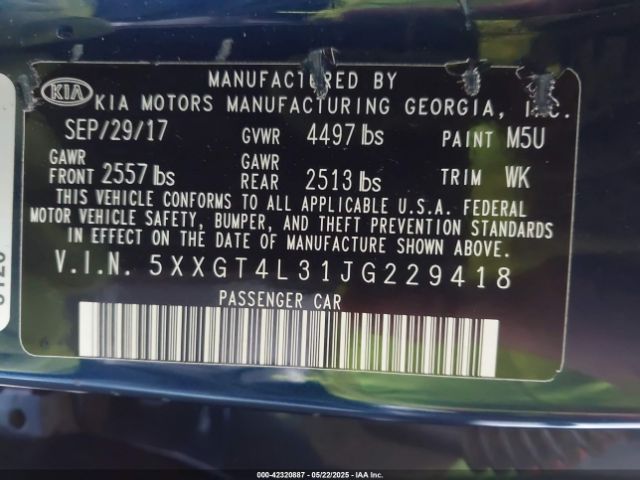 MANUFACTURED BY
KIA
KIA MOTORS MANUFACTURING GEORGIA, INC.
SEP/29/17 GVWR 4497 lbs PAINT M5U
GAWR FRONT 2557 lbs GAWR REAR 2513 lbs TRIM WK
THIS VEHICLE CONFORMS TO ALL APPLICABLE U.S.A. FEDERAL
MOTOR VEHICLE SAFETY, BUMPER, AND THEFT PREVENTION STANDARDS
IN EFFECT ON THE DATE OF MANUFACTURE SHOWN ABOVE.
V.I.N. 5XXGT4L31JG229418
PASSENGER CAR
000-42320887 - 05/22/2025 - IAA Inc.